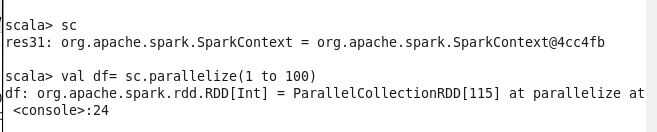 scala> sc
res31: org.apache.spark.SparkContext = org.apache.spark.SparkContext@4cc4fb
scala> val df= sc.parallelize(1 to 100)
df: org.apache.spark.rdd.RDD[Int] = ParallelCollectionRDD[115] at parallelize at
<console>:24